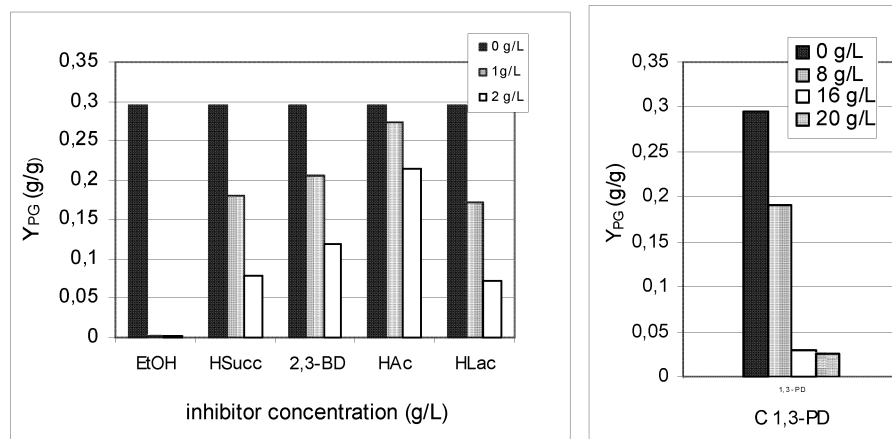 0,35
0,3
0,25
0,2
0,15
0,1
0,05
0
YPG (g/g)
0 g/L
1g/L
2 g/L
EtOH HSucc 2,3-BD HAc HLac
inhibitor concentration (g/L)
0,35
0,3
0,25
0,2
0,15
0,1
0,05
0
YPG (g/g)
0 g/L
8 g/L
16 g/L
20 g/L
1,3-PD
C 1,3-PD